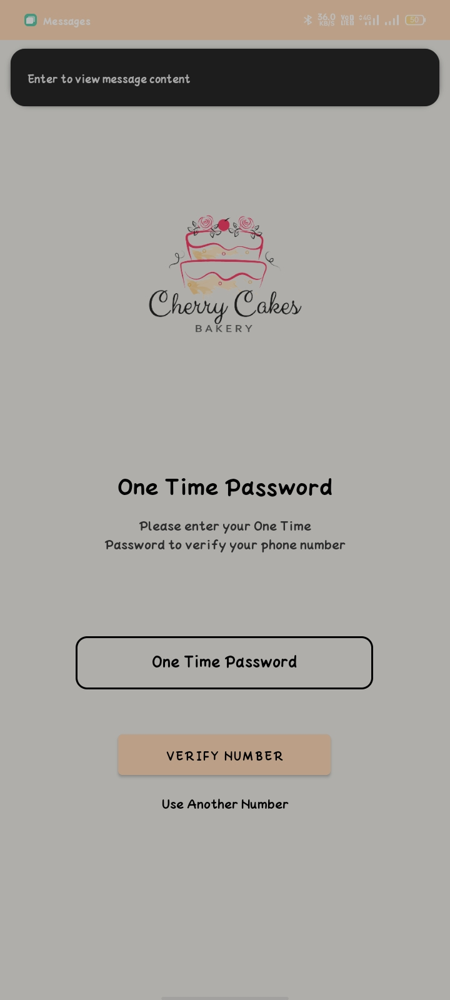 Messages
36.0
KB/S
VoD
LTE
4G
50
Enter to view message content
Cherry Cakes
BAKERY
One Time Password
Please enter your One Time
Password to verify your phone number
One Time Password
VERIFY NUMBER
Use Another Number